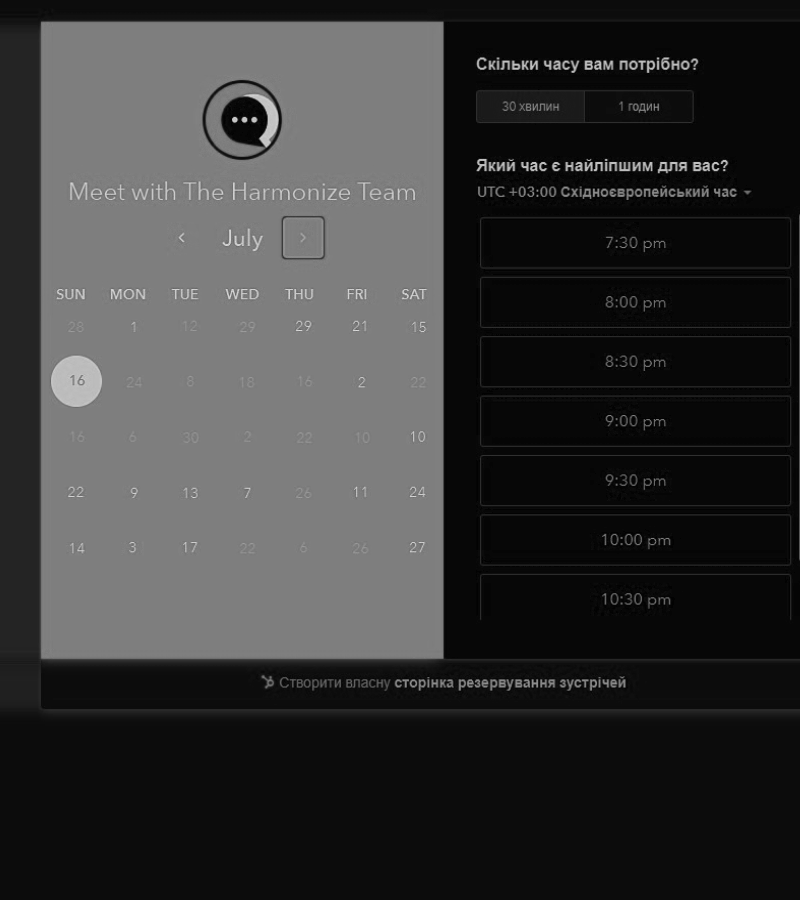 Meet with The Harmonize Team
July
SUN MON TUE WED THU FRI SAT
28 1 12 29 29 21 15
16 24 8 18 16 2 22
16 6 30 2 22 10 10
22 9 13 7 26 11 24
14 3 17 22 6 26 27
Скільки часу вам потрібно?
30 хвилин 1 годин
Який час є найліпшим для вас?
UTC +03:00 Східноєвропейський час
7:30 pm
8:00 pm
8:30 pm
9:00 pm
9:30 pm
10:00 pm
10:30 pm
Створити власну сторінка резервування зустрічей